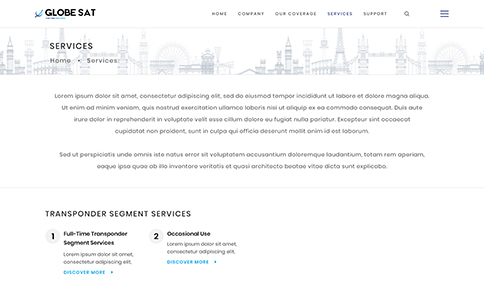 GLOBE SAT
HOME COMPANY OUR COVERAGE SERVICES SUPPORT
SERVICES
Home • Services
Lorem ipsum dolor sit amet, consectetur adipiscing elit, sed do eiusmod tempor incididunt ut labore et dolore magna aliqua.
Ut enim ad minim veniam, quis nostrud exercitation ullamco laboris nisi ut aliquip ex ea commodo consequat. Duis aute
irure dolor in reprehenderit in voluptate velit esse cillum dolore eu fugiat nulla pariatur. Excepteur sint occaecat
cupidatat non proident, sunt in culpa qui officia deserunt mollit anim id est laborum.
Sed ut perspiciatis unde omnis iste natus error sit voluptatem accusantium doloremque laudantium, totam rem aperiam,
eaque ipsa quae ab illo inventore veritatis et quasi architecto beatae vitae dicta sunt explicabo.
TRANSPONDER SEGMENT SERVICES
1 Full-Time Transponder
Segment Services
Lorem ipsum dolor sit amet,
consectetur adipiscing elit,
DISCOVER MORE
2 Occasional Use
Lorem ipsum dolor sit amet,
consectetur adipiscing elit,
DISCOVER MORE